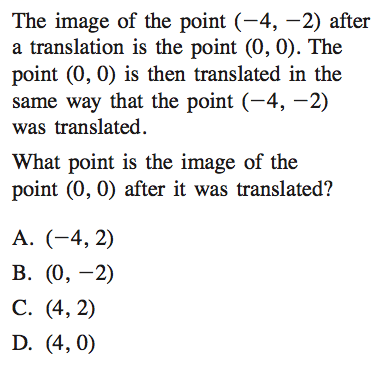 The image of the point (−4, −2) after
a translation is the point (0, 0). The
point (0, 0) is then translated in the
same way that the point (−4, −2)
was translated.
What point is the image of the
point (0, 0) after it was translated?
A. (−4, 2)
B. (0, −2)
C. (4, 2)
D. (4, 0)